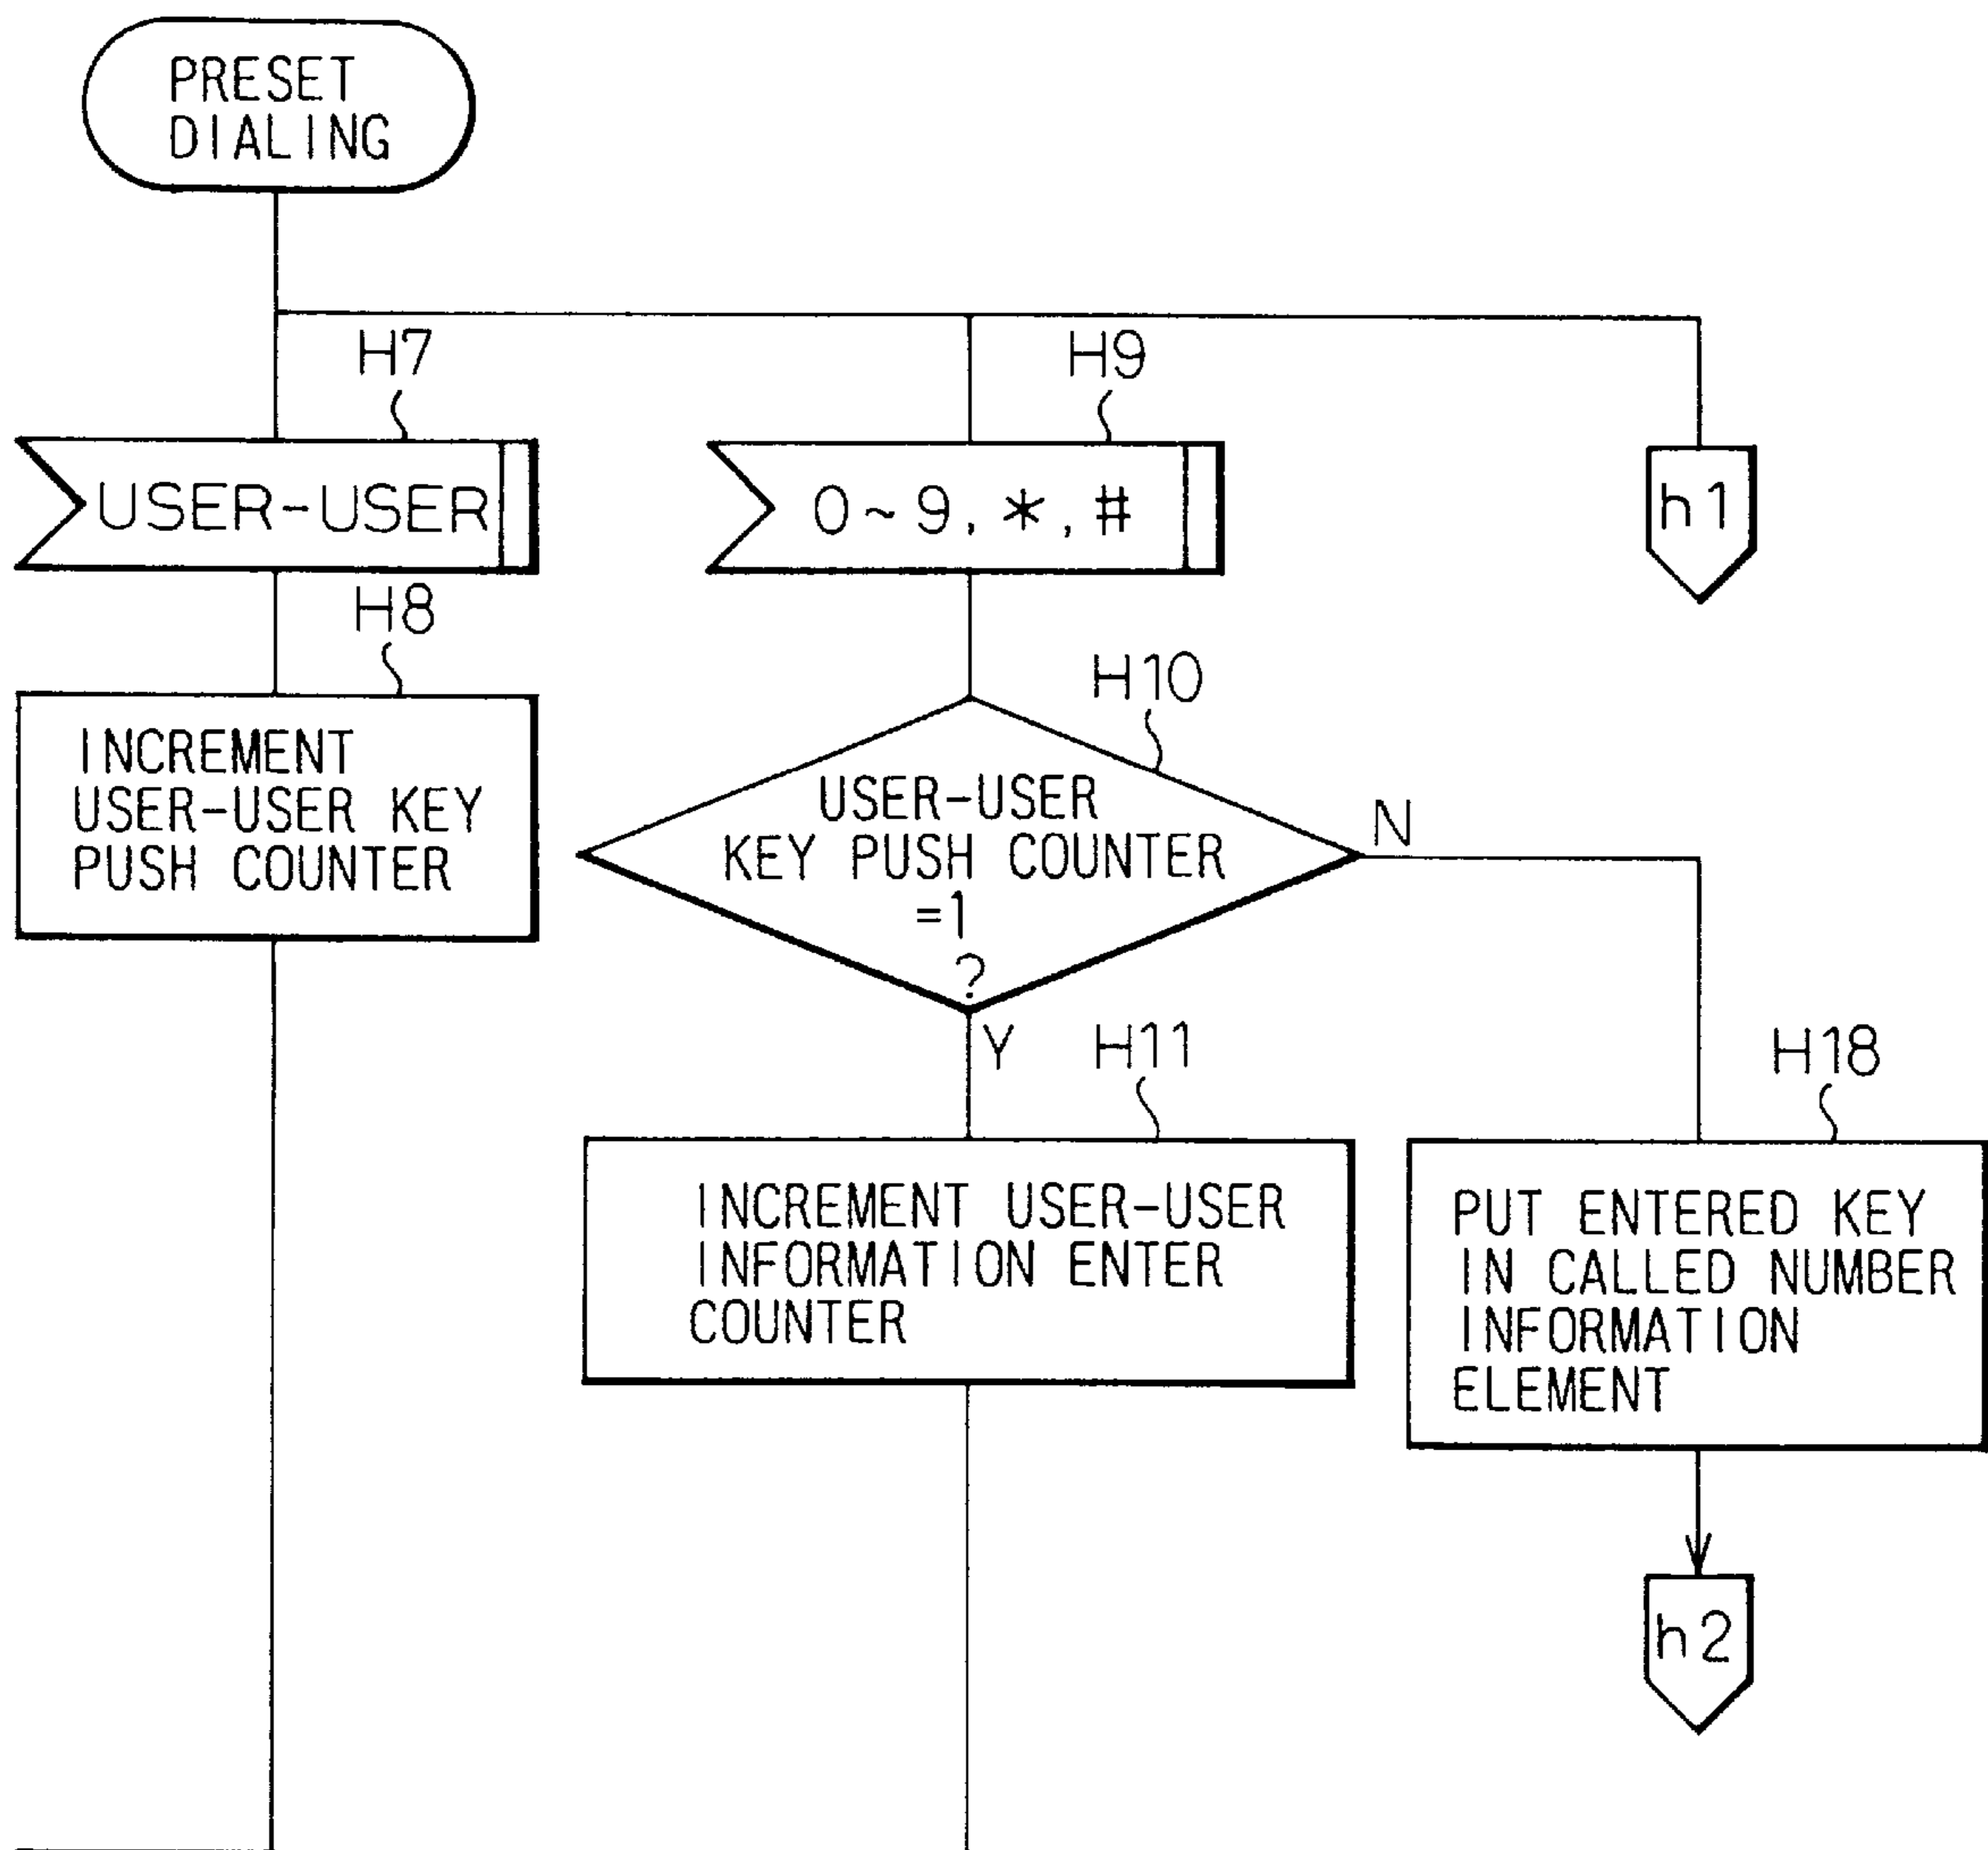 PRESET
DIALING
H7
H9
USER-USER
0~9, *, #
h1
H8
INCREMENT
USER-USER KEY
PUSH COUNTER
H10
USER-USER
KEY PUSH COUNTER
=1
?
N
Y
H11
H18
INCREMENT USER-USER
INFORMATION ENTER
COUNTER
PUT ENTERED KEY
IN CALLED NUMBER
INFORMATION
ELEMENT
h2